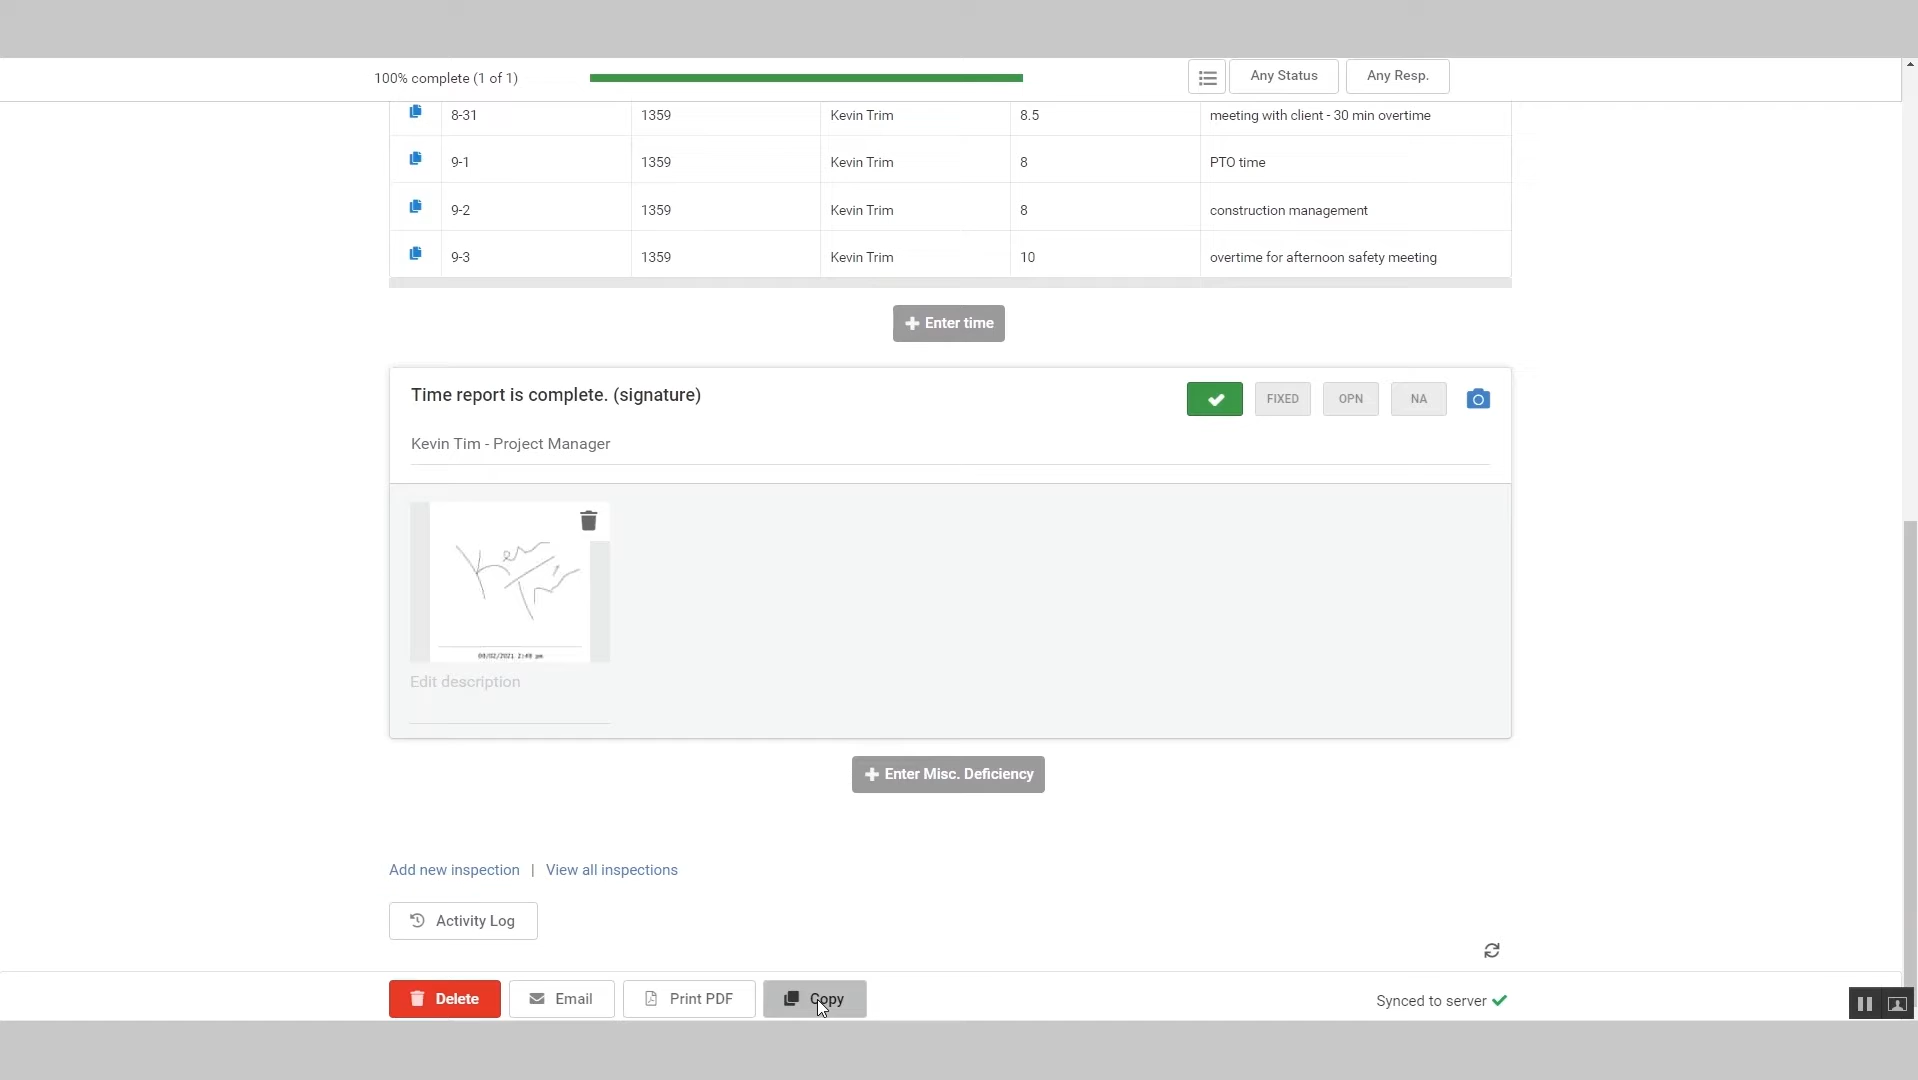 100% complete (1 of 1)
Any Status
Any Resp.
8-31 1359 Kevin Trim 8.5 meeting with client - 30 min overtime
9-1 1359 Kevin Trim 8 PTO time
9-2 1359 Kevin Trim 8 construction management
9-3 1359 Kevin Trim 10 overtime for afternoon safety meeting
Enter time
Time report is complete. (signature)
FIXED
OPN
NA
Kevin Tim - Project Manager
Edit description
Enter Misc. Deficiency
Add new inspection | View all inspections
Activity Log
Delete
Email
Print PDF
Copy
Synced to server